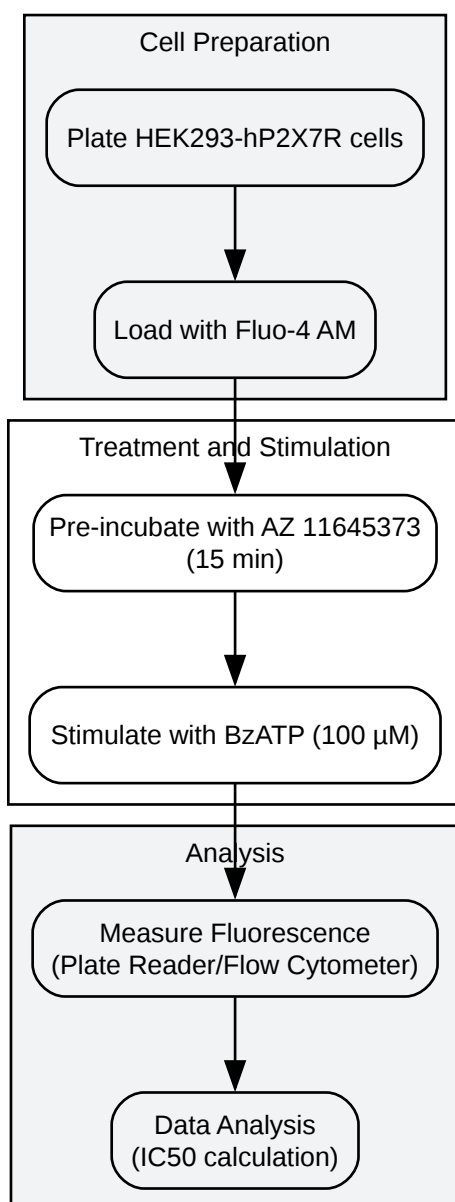 Cell Preparation
Plate HEK293-hP2X7R cells
Load with Fluo-4 AM
Treatment and Stimulation
Pre-incubate with AZ 11645373
(15 min)
Stimulate with BzATP (100 µM)
Analysis
Measure Fluorescence
(Plate Reader/Flow Cytometer)
Data Analysis
(IC50 calculation)